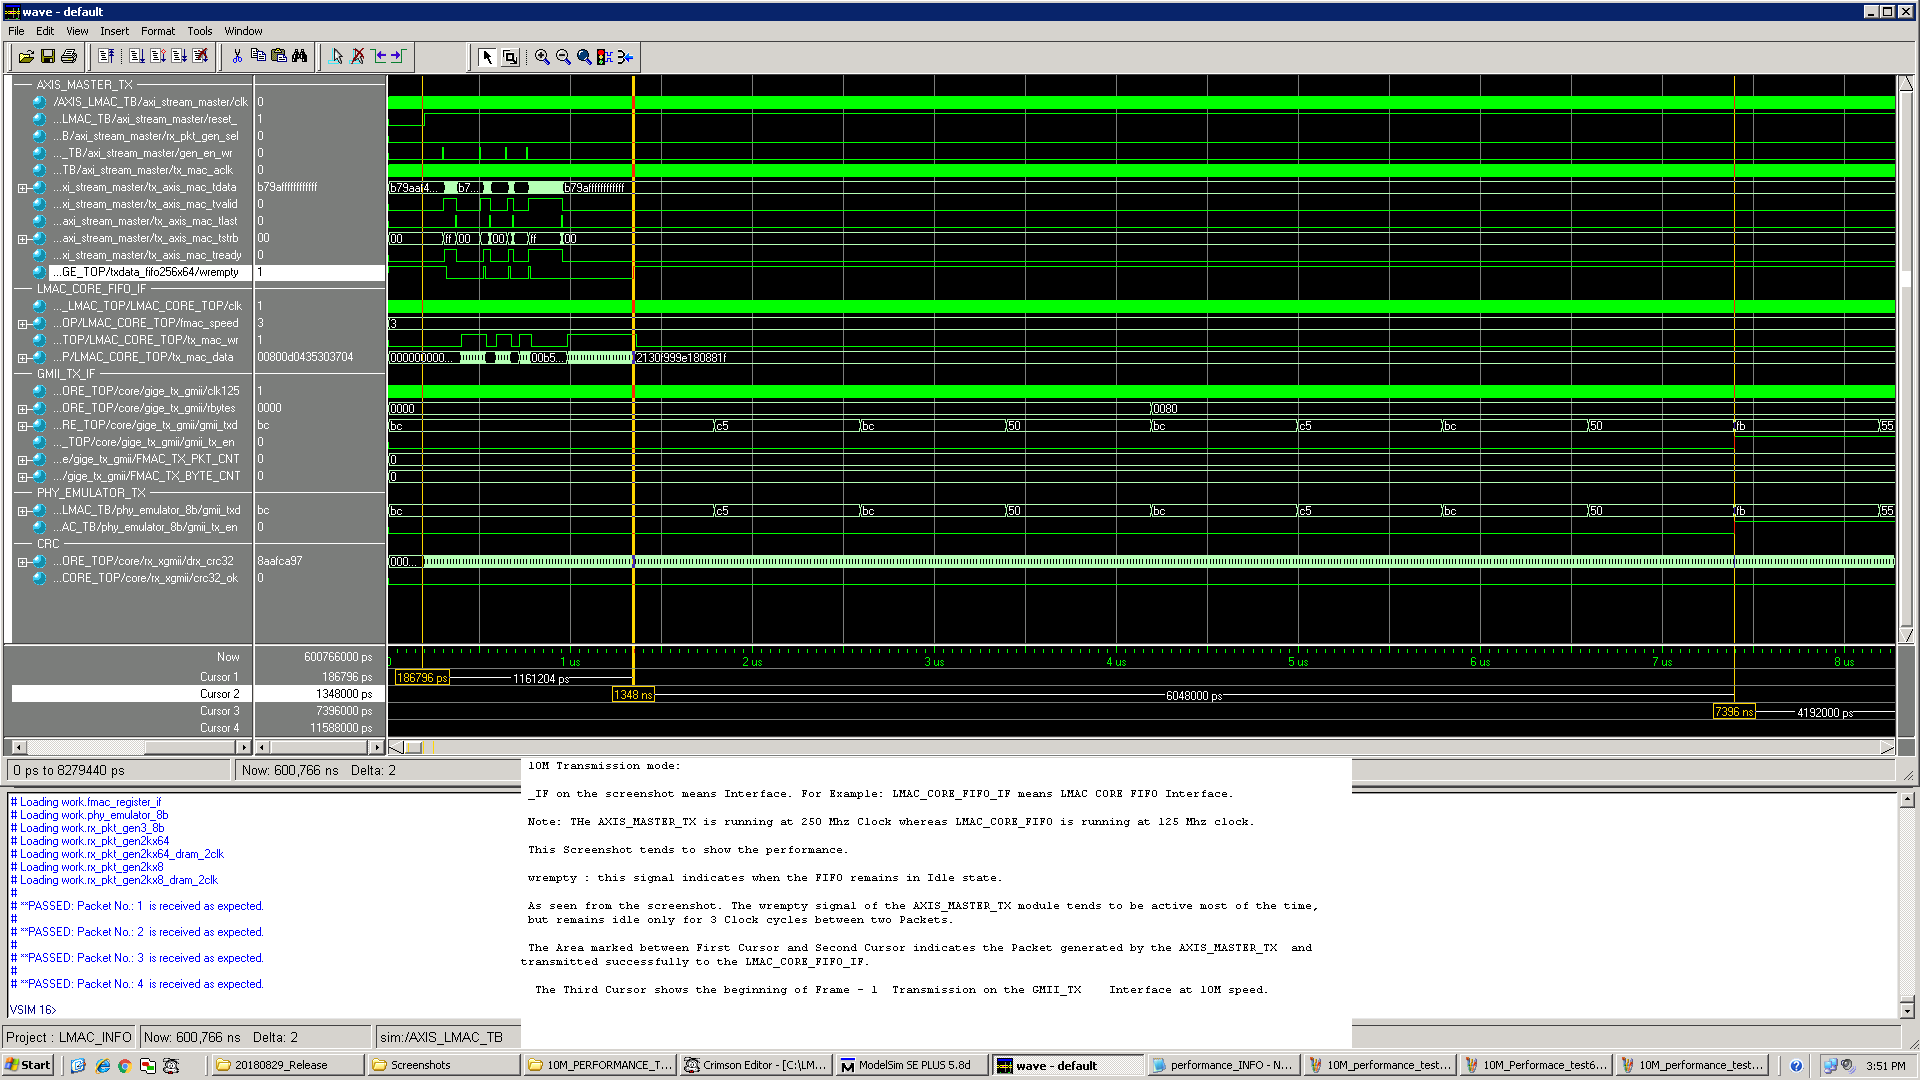 wave - default
File Edit View Insert Format Tools Window
AXIS_MASTER_TX
/AXIS_LMAC_TB/axi_stream_master/clk 0
...LMAC_TB/axi_stream_master/reset_ 1
...B/axi_stream_master/rx_pkt_gen_sel 0
..._TB/axi_stream_master/gen_en_wr 0
...TB/axi_stream_master/tx_mac_aclk 0
...xi_stream_master/tx_axis_mac_tdata b79affffffffffff b79aaf4... b7... b79affffffffffff
...xi_stream_master/tx_axis_mac_tvalid 0
...axi_stream_master/tx_axis_mac_tlast 0
...axi_stream_master/tx_axis_mac_tstrb 00 00 ff 00 00 ff 00
...xi_stream_master/tx_axis_mac_tready 0
...GE_TOP/txdata_fifo256x64/wrempty 1
LMAC_CORE_FIFO_IF
..._LMAC_TOP/LMAC_CORE_TOP/clk 1
...OP/LMAC_CORE_TOP/fmac_speed 3 3
...TOP/LMAC_CORE_TOP/tx_mac_wr 1
...P/LMAC_CORE_TOP/tx_mac_data 00800d0435303704 000000000... 00b5... 2130f999e180881f
GMII_TX_IF
...ORE_TOP/core/gige_tx_gmii/clk125 1
...ORE_TOP/core/gige_tx_gmii/rbytes 0000 0000 0080
...RE_TOP/core/gige_tx_gmii/gmii_txd bc bc c5 bc 50 bc c5 bc 50 fb 55
..._TOP/core/gige_tx_gmii/gmii_tx_en 0
...e/gige_tx_gmii/FMAC_TX_PKT_CNT 0 0
.../gige_tx_gmii/FMAC_TX_BYTE_CNT 0 0
PHY_EMULATOR_TX
...LMAC_TB/phy_emulator_8b/gmii_txd bc bc c5 bc 50 bc c5 bc 50 fb 55
...AC_TB/phy_emulator_8b/gmii_tx_en 0
CRC
...ORE_TOP/core/rx_xgmii/drx_crc32 8aafca97 000...
...CORE_TOP/core/rx_xgmii/crc32_ok 0
Now 600766000 ps 1 us 2 us 3 us 4 us 5 us 6 us 7 us 8 us
Cursor 1 186796 ps 186796 ps 1161204 ps
Cursor 2 1348000 ps 1348 ns 6048000 ps
Cursor 3 7396000 ps 7396 ns 4192000 ps
Cursor 4 11588000 ps
0 ps to 8279440 ps Now: 600,766 ns Delta: 2
10M Transmission mode:
_IF on the screenshot means Interface. For Example: LMAC_CORE_FIFO_IF means LMAC CORE FIFO Interface.
Note: THe AXIS_MASTER_TX is running at 250 Mhz Clock whereas LMAC_CORE_FIFO is running at 125 Mhz clock.
This Screenshot tends to show the performance.
wrempty : this signal indicates when the FIFO remains in Idle state.
As seen from the screenshot. The wrempty signal of the AXIS_MASTER_TX module tends to be active most of the time,
but remains idle only for 3 Clock cycles between two Packets.
The Area marked between First Cursor and Second Cursor indicates the Packet generated by the AXIS_MASTER_TX and
transmitted successfully to the LMAC_CORE_FIFO_IF.
The Third Cursor shows the beginning of Frame - 1 Transmission on the GMII_TX Interface at 10M speed.
# Loading work.fmac_register_if
# Loading work.phy_emulator_8b
# Loading work.rx_pkt_gen3_8b
# Loading work.rx_pkt_gen2kx64
# Loading work.rx_pkt_gen2kx64_dram_2clk
# Loading work.rx_pkt_gen2kx8
# Loading work.rx_pkt_gen2kx8_dram_2clk
#
# **PASSED: Packet No.: 1 is received as expected.
#
# **PASSED: Packet No.: 2 is received as expected.
#
# **PASSED: Packet No.: 3 is received as expected.
#
# **PASSED: Packet No.: 4 is received as expected.
VSIM 16>
Project : LMAC_INFO Now: 600,766 ns Delta: 2 sim:/AXIS_LMAC_TB
Start 20180829_Release Screenshots 10M_PERFORMANCE_T... Crimson Editor - [C:\LM... ModelSim SE PLUS 5.8d wave - default performance_INFO - N... 10M_performance_test... 10M_Performace_test6... 10M_performance_test... 3:51 PM